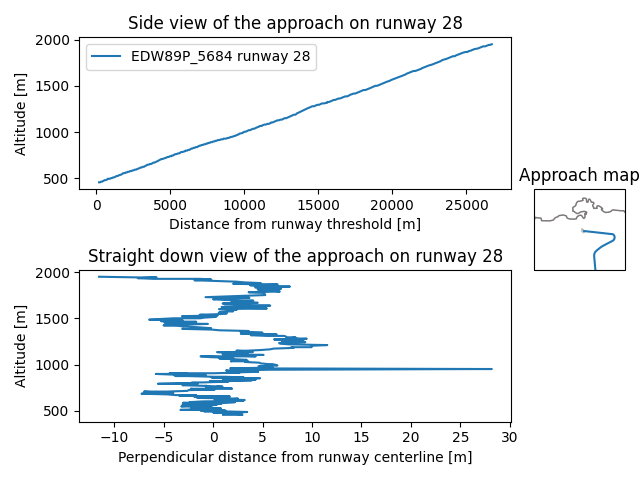 Side view of the approach on runway 28
2000
1500
1000
500
Altitude [m]
EDW89P_5684 runway 28
0 5000 10000 15000 20000 25000
Distance from runway threshold [m]
Approach map
Straight down view of the approach on runway 28
2000
1500
1000
500
Altitude [m]
−10 −5 0 5 10 15 20 25 30
Perpendicular distance from runway centerline [m]